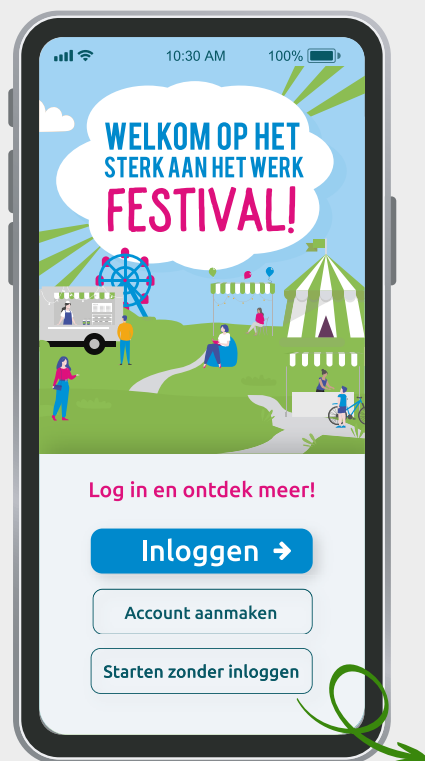 10:30 AM 100%
WELKOM OP HET
STERK AAN HET WERK
FESTIVAL!
Log in en ontdek meer!
Inloggen
Account aanmaken
Starten zonder inloggen